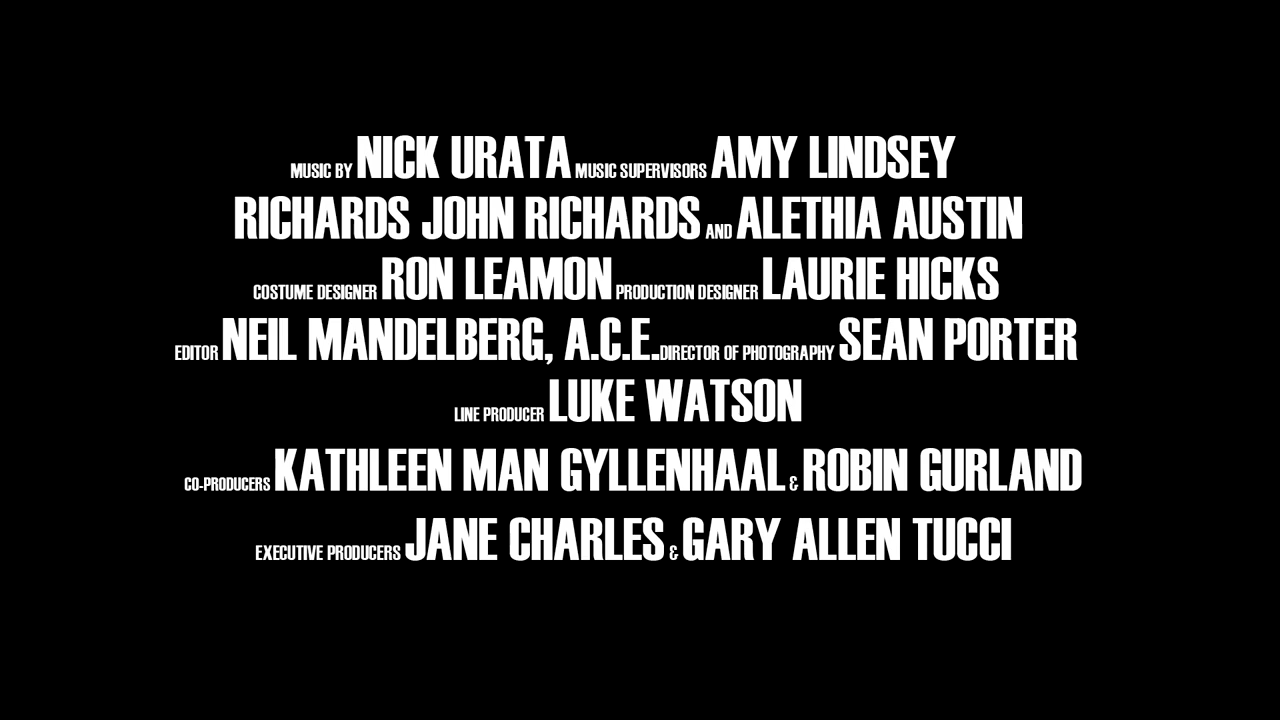 MUSIC BY NICK URATA MUSIC SUPERVISORS AMY LINDSEY
RICHARDS JOHN RICHARDS AND ALETHIA AUSTIN
COSTUME DESIGNER RON LEAMON PRODUCTION DESIGNER LAURIE HICKS
EDITOR NEIL MANDELBERG, A.C.E. DIRECTOR OF PHOTOGRAPHY SEAN PORTER
LINE PRODUCER LUKE WATSON
CO-PRODUCERS KATHLEEN MAN GYLLENHAAL & ROBIN GURLAND
EXECUTIVE PRODUCERS JANE CHARLES & GARY ALLEN TUCCI